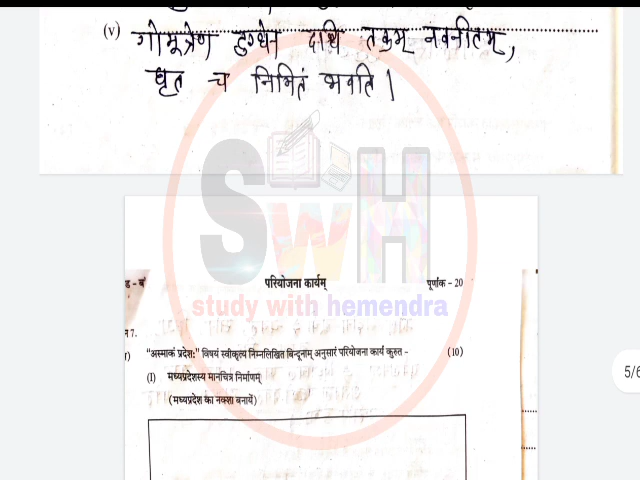 (v) गोमूत्रेण दुग्धेन दधि तक्रम् नवनीतम्,
घृत च निमितं भवति।
SWH
study with hemendra
ड - ब
परियोजना कार्यम्
पूर्णांक - 20
न 7.
"अस्माकं प्रदेश:" विषयं स्वीकृत्य निम्नलिखित बिन्दूनाम् अनुसारं परियोजना कार्य कुरुत - (10)
(I) मध्यप्रदेशस्य मानचित्र निर्माणम्
(मध्यप्रदेश का नक्शा बनायें)
5/6